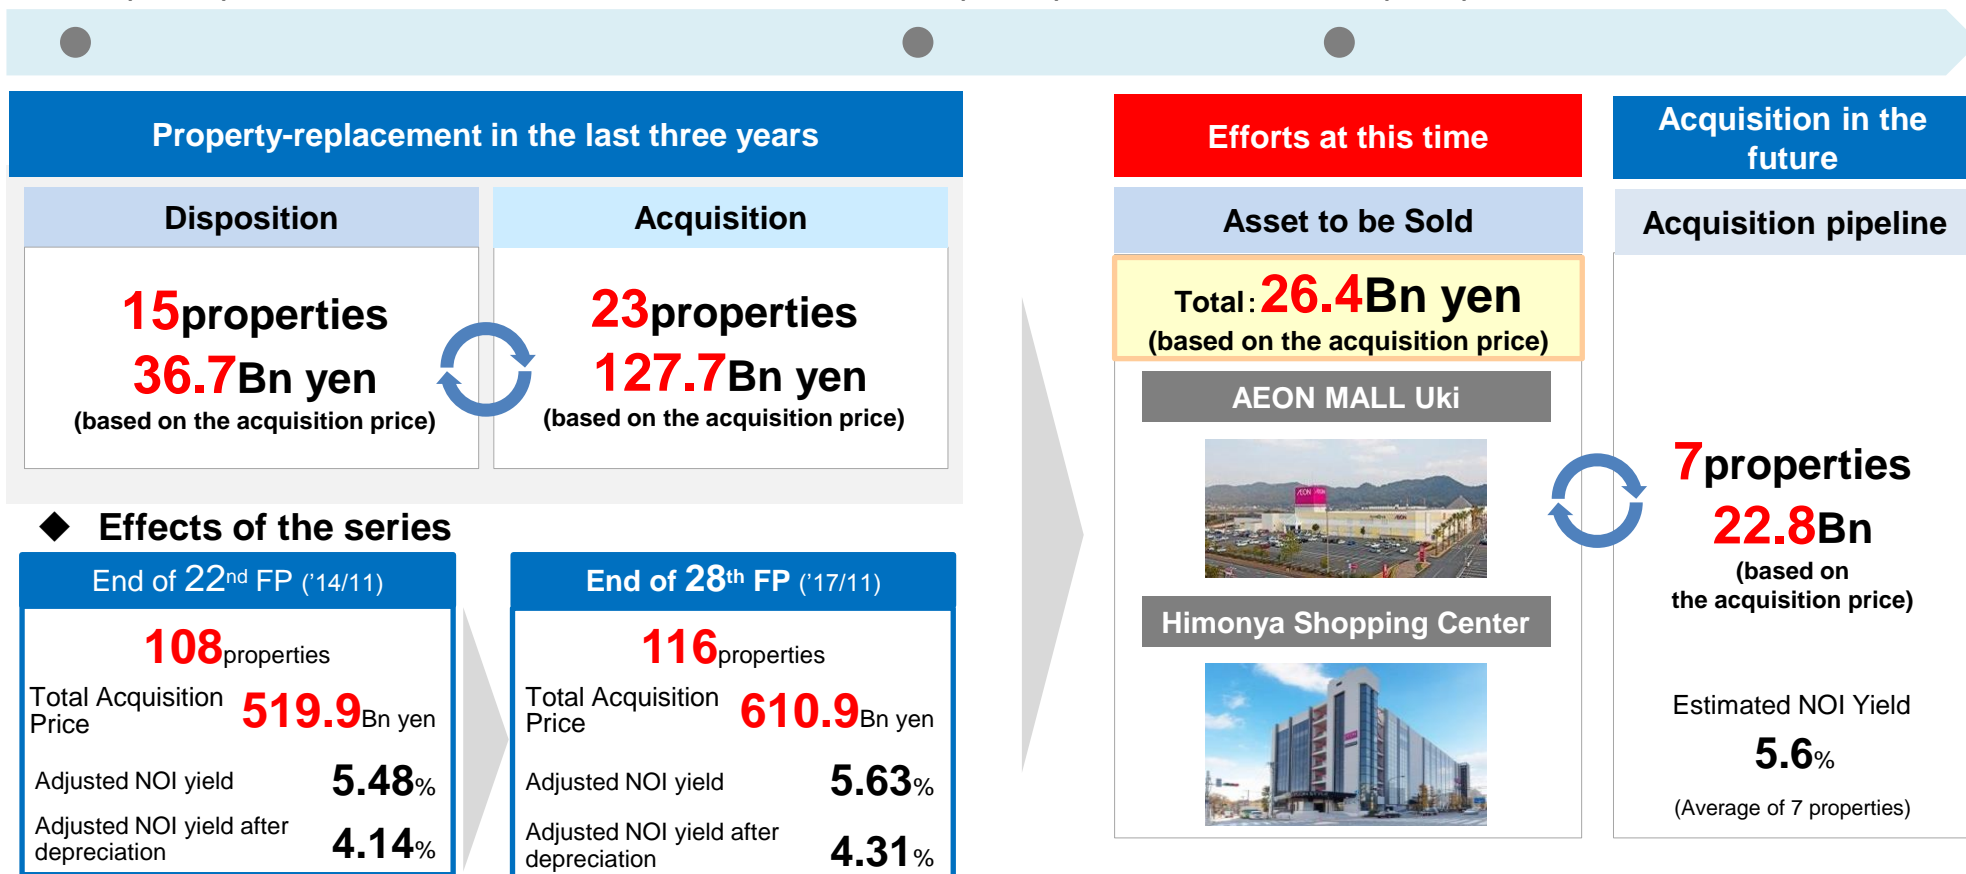 Property-replacement in the last three years
Disposition
15properties
36.7Bn yen
(based on the acquisition price)
Acquisition
23properties
127.7Bn yen
(based on the acquisition price)
◆ Effects of the series
End of 22nd FP ('14/11)
108properties
Total Acquisition
Price 519.9Bn yen
Adjusted NOI yield 5.48%
Adjusted NOI yield after
depreciation 4.14%
End of 28th FP ('17/11)
116properties
Total Acquisition
Price 610.9Bn yen
Adjusted NOI yield 5.63%
Adjusted NOI yield after
depreciation 4.31%
Efforts at this time
Asset to be Sold
Total:26.4Bn yen
(based on the acquisition price)
AEON MALL Uki
AEON
Himonya Shopping Center
Acquisition in the
future
Acquisition pipeline
7properties
22.8Bn
(based on
the acquisition price)
Estimated NOI Yield
5.6%
(Average of 7 properties)